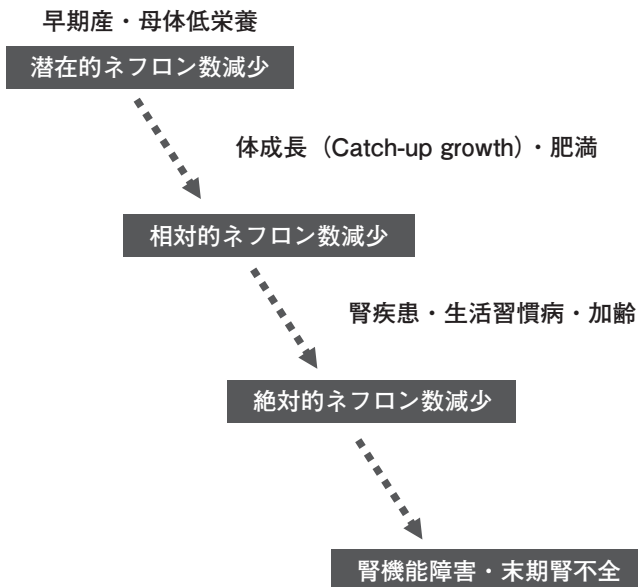 早期産・母体低栄養
潜在的ネフロン数減少
体成長（Catch-up growth）・肥満
相対的ネフロン数減少
腎疾患・生活習慣病・加齢
絶対的ネフロン数減少
腎機能障害・末期腎不全